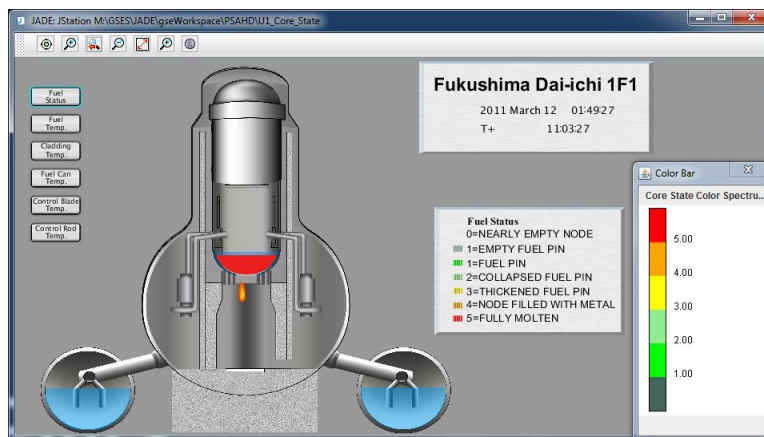 JADE: JStation M:\GSES\JADE\gseWorkspace\PSAHD\U1_Core_State
Fuel
Status
Fuel
Temp.
Cladding
Temp.
Fuel Can
Temp.
Control Blade
Temp.
Control Rod
Temp.
Fukushima Dai-ichi 1F1
2011 March 12 01:49:27
T+ 11:03:27
Fuel Status
0=NEARLY EMPTY NODE
1=EMPTY FUEL PIN
1=FUEL PIN
2=COLLAPSED FUEL PIN
3=THICKENED FUEL PIN
4=NODE FILLED WITH METAL
5=FULLY MOLTEN
Color Bar
Core State Color Spectru...
5.00
4.00
3.00
2.00
1.00